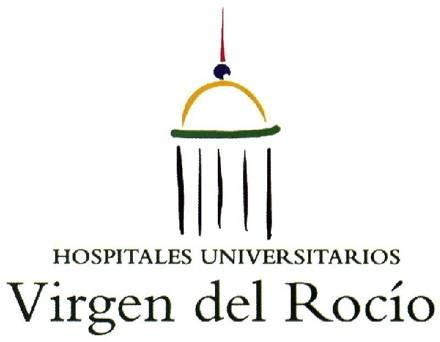 HOSPITALES UNIVERSITARIOS
Virgen del Rocío